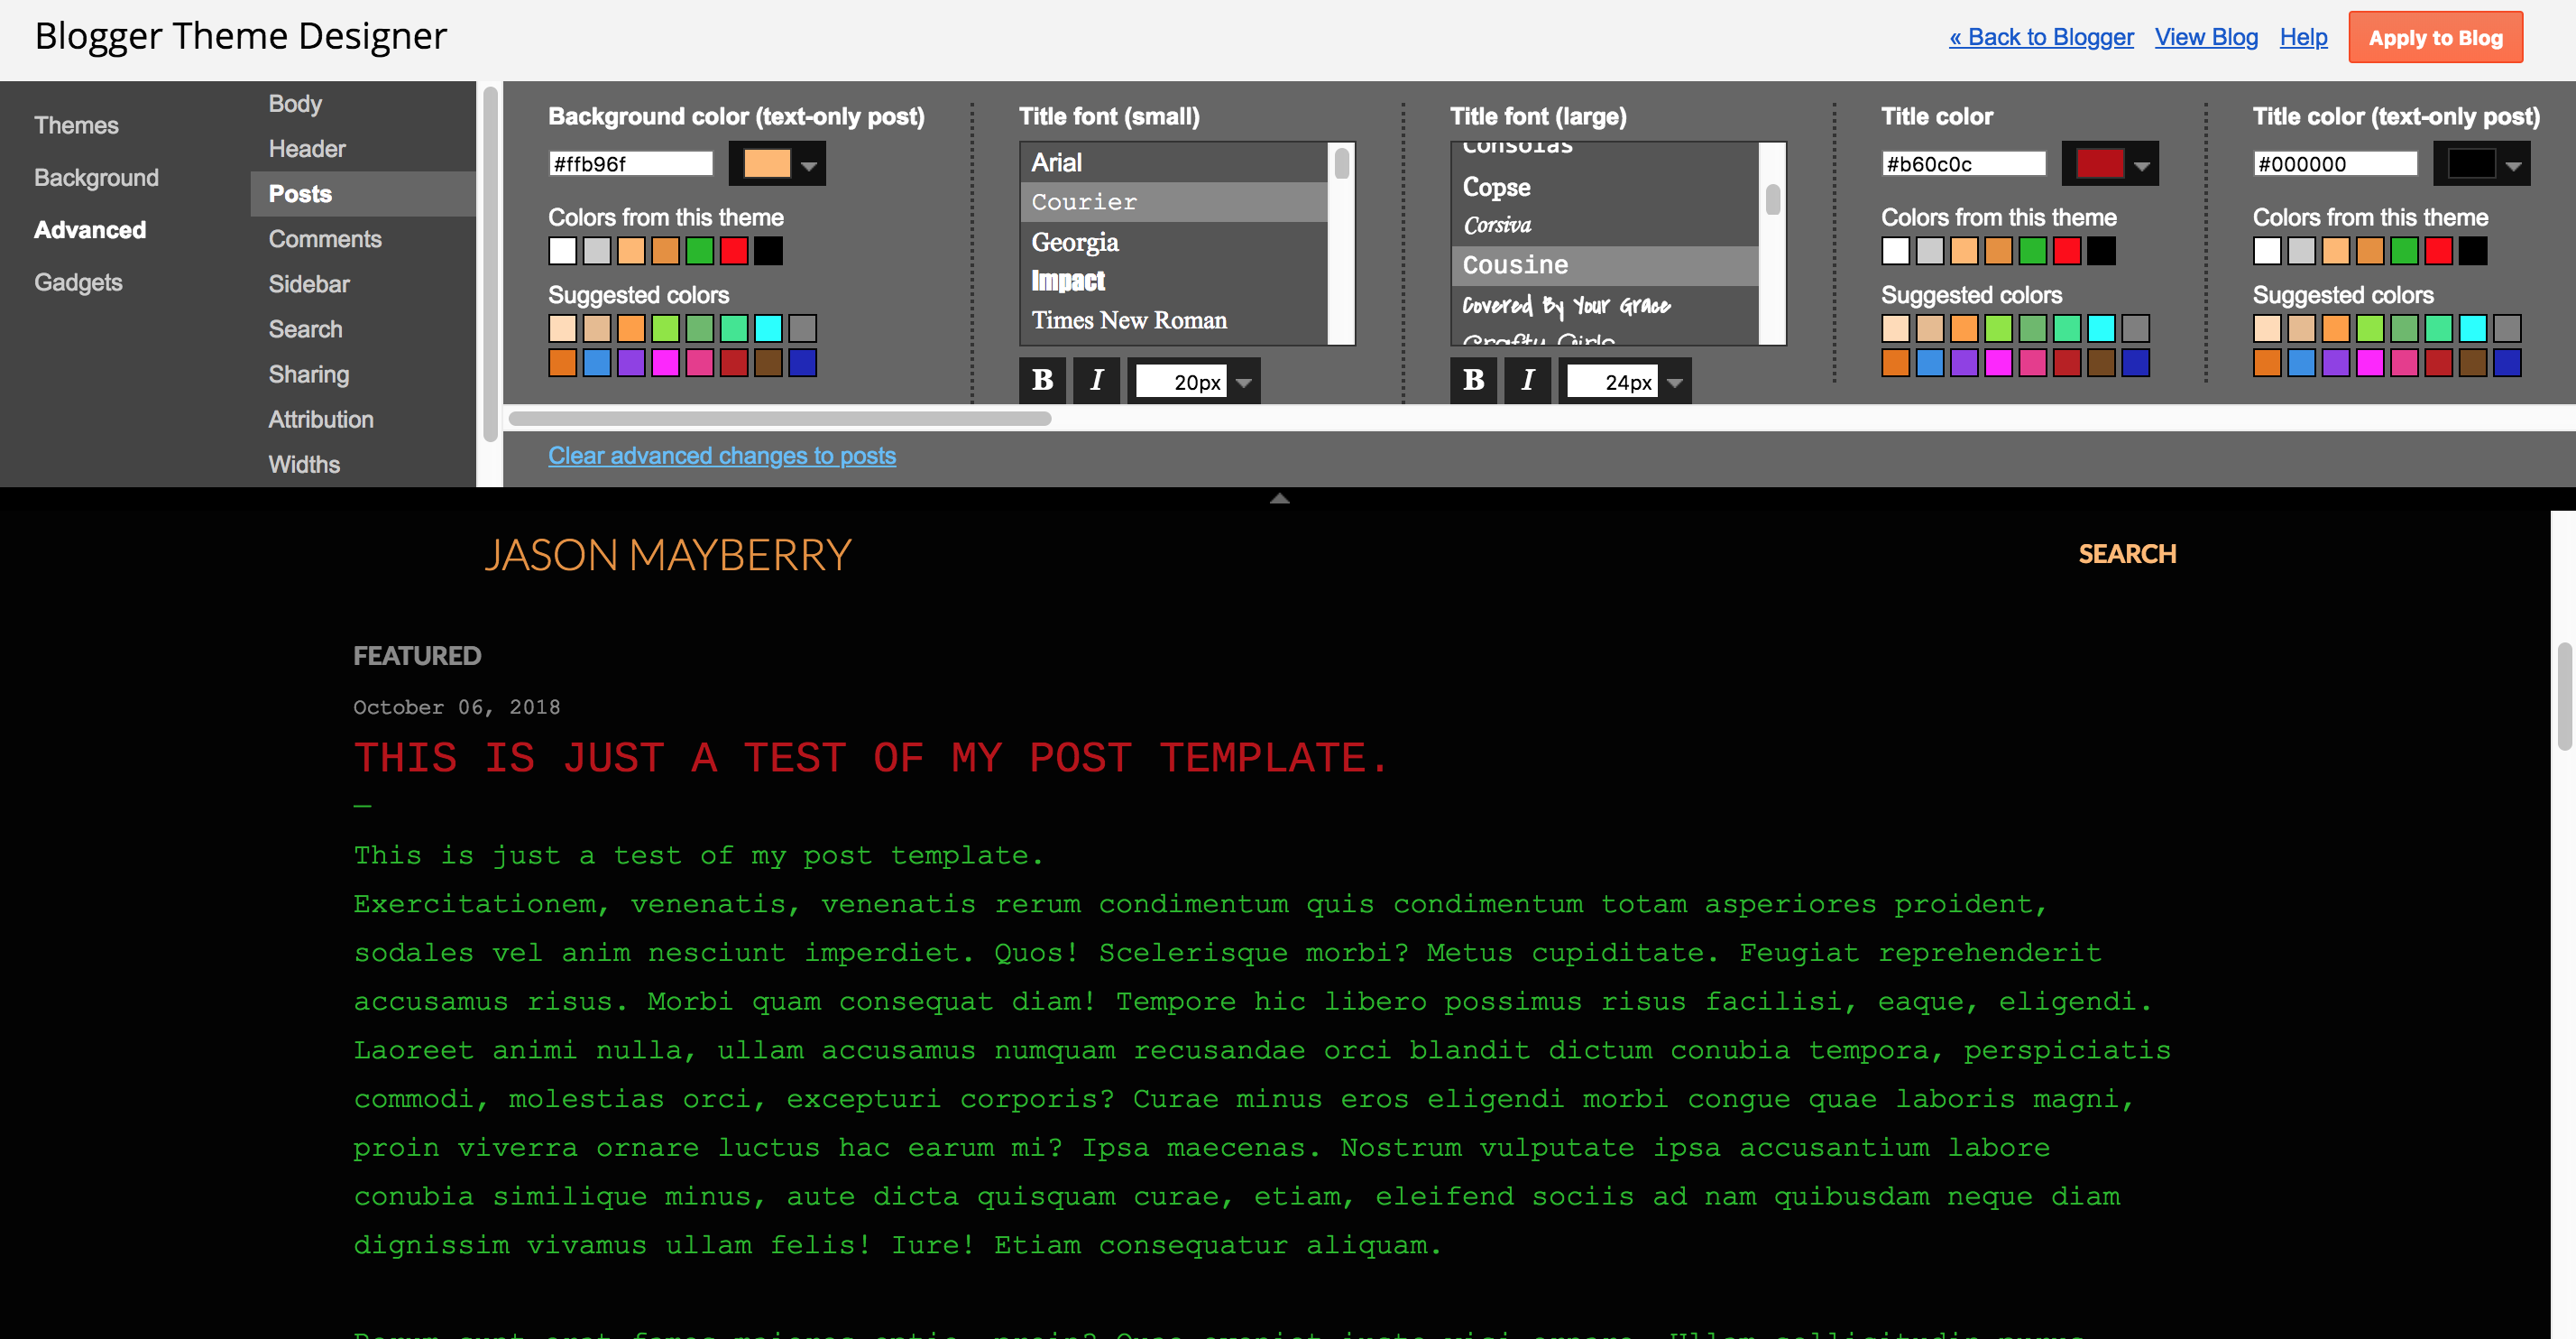 Blogger Theme Designer
« Back to Blogger View Blog Help Apply to Blog
Themes
Background
Advanced
Gadgets
Body
Header
Posts
Comments
Sidebar
Search
Sharing
Attribution
Widths
Background color (text-only post)
#ffb96f
Colors from this theme
Suggested colors
Title font (small)
Arial
Courier
Georgia
Impact
Times New Roman
B I 20px
Title font (large)
Consolas
Copse
Corsiva
Cousine
Covered By Your Grace
Crafty Girls
B I 24px
Title color
#b60c0c
Colors from this theme
Suggested colors
Title color (text-only post)
#000000
Colors from this theme
Suggested colors
Clear advanced changes to posts
JASON MAYBERRY
SEARCH
FEATURED
October 06, 2018
THIS IS JUST A TEST OF MY POST TEMPLATE.
This is just a test of my post template.
Exercitationem, venenatis, venenatis rerum condimentum quis condimentum totam asperiores proident,
sodales vel anim nesciunt imperdiet. Quos! Scelerisque morbi? Metus cupiditate. Feugiat reprehenderit
accusamus risus. Morbi quam consequat diam! Tempore hic libero possimus risus facilisi, eaque, eligendi.
Laoreet animi nulla, ullam accusamus numquam recusandae orci blandit dictum conubia tempora, perspiciatis
commodi, molestias orci, excepturi corporis? Curae minus eros eligendi morbi congue quae laboris magni,
proin viverra ornare luctus hac earum mi? Ipsa maecenas. Nostrum vulputate ipsa accusantium labore
conubia similique minus, aute dicta quisquam curae, etiam, eleifend sociis ad nam quibusdam neque diam
dignissim vivamus ullam felis! Iure! Etiam consequatur aliquam.